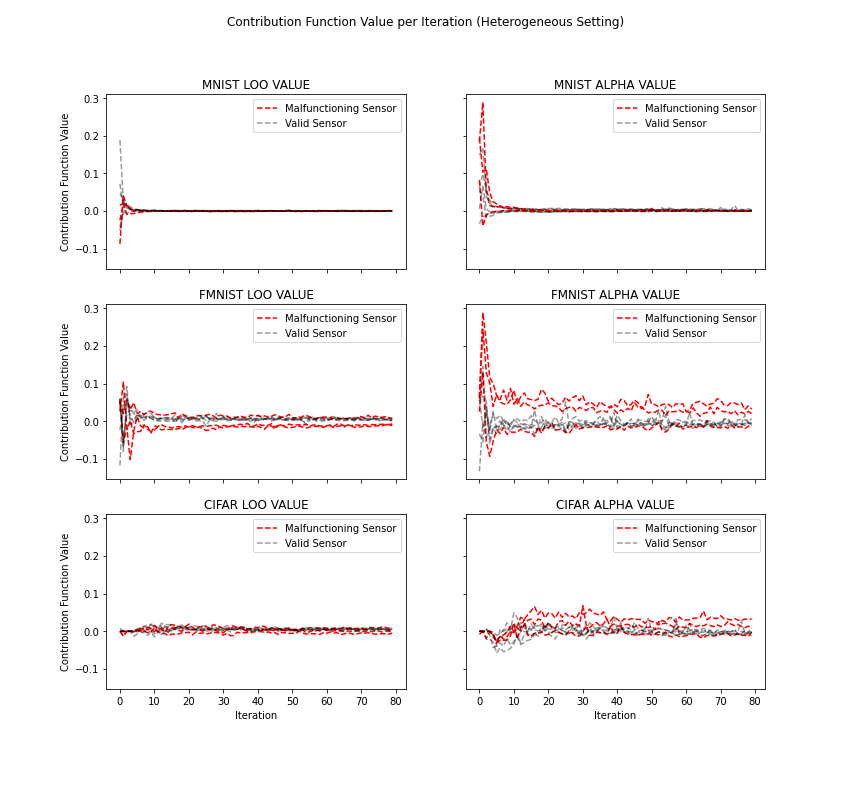 Contribution Function Value per Iteration (Heterogeneous Setting)
MNIST LOO VALUE
Contribution Function Value
0.3
0.2
0.1
0.0
−0.1
Malfunctioning Sensor
Valid Sensor
MNIST ALPHA VALUE
Malfunctioning Sensor
Valid Sensor
FMNIST LOO VALUE
Contribution Function Value
0.3
0.2
0.1
0.0
−0.1
Malfunctioning Sensor
Valid Sensor
FMNIST ALPHA VALUE
Malfunctioning Sensor
Valid Sensor
CIFAR LOO VALUE
Contribution Function Value
0.3
0.2
0.1
0.0
−0.1
Malfunctioning Sensor
Valid Sensor
0 10 20 30 40 50 60 70 80
Iteration
CIFAR ALPHA VALUE
Malfunctioning Sensor
Valid Sensor
0 10 20 30 40 50 60 70 80
Iteration